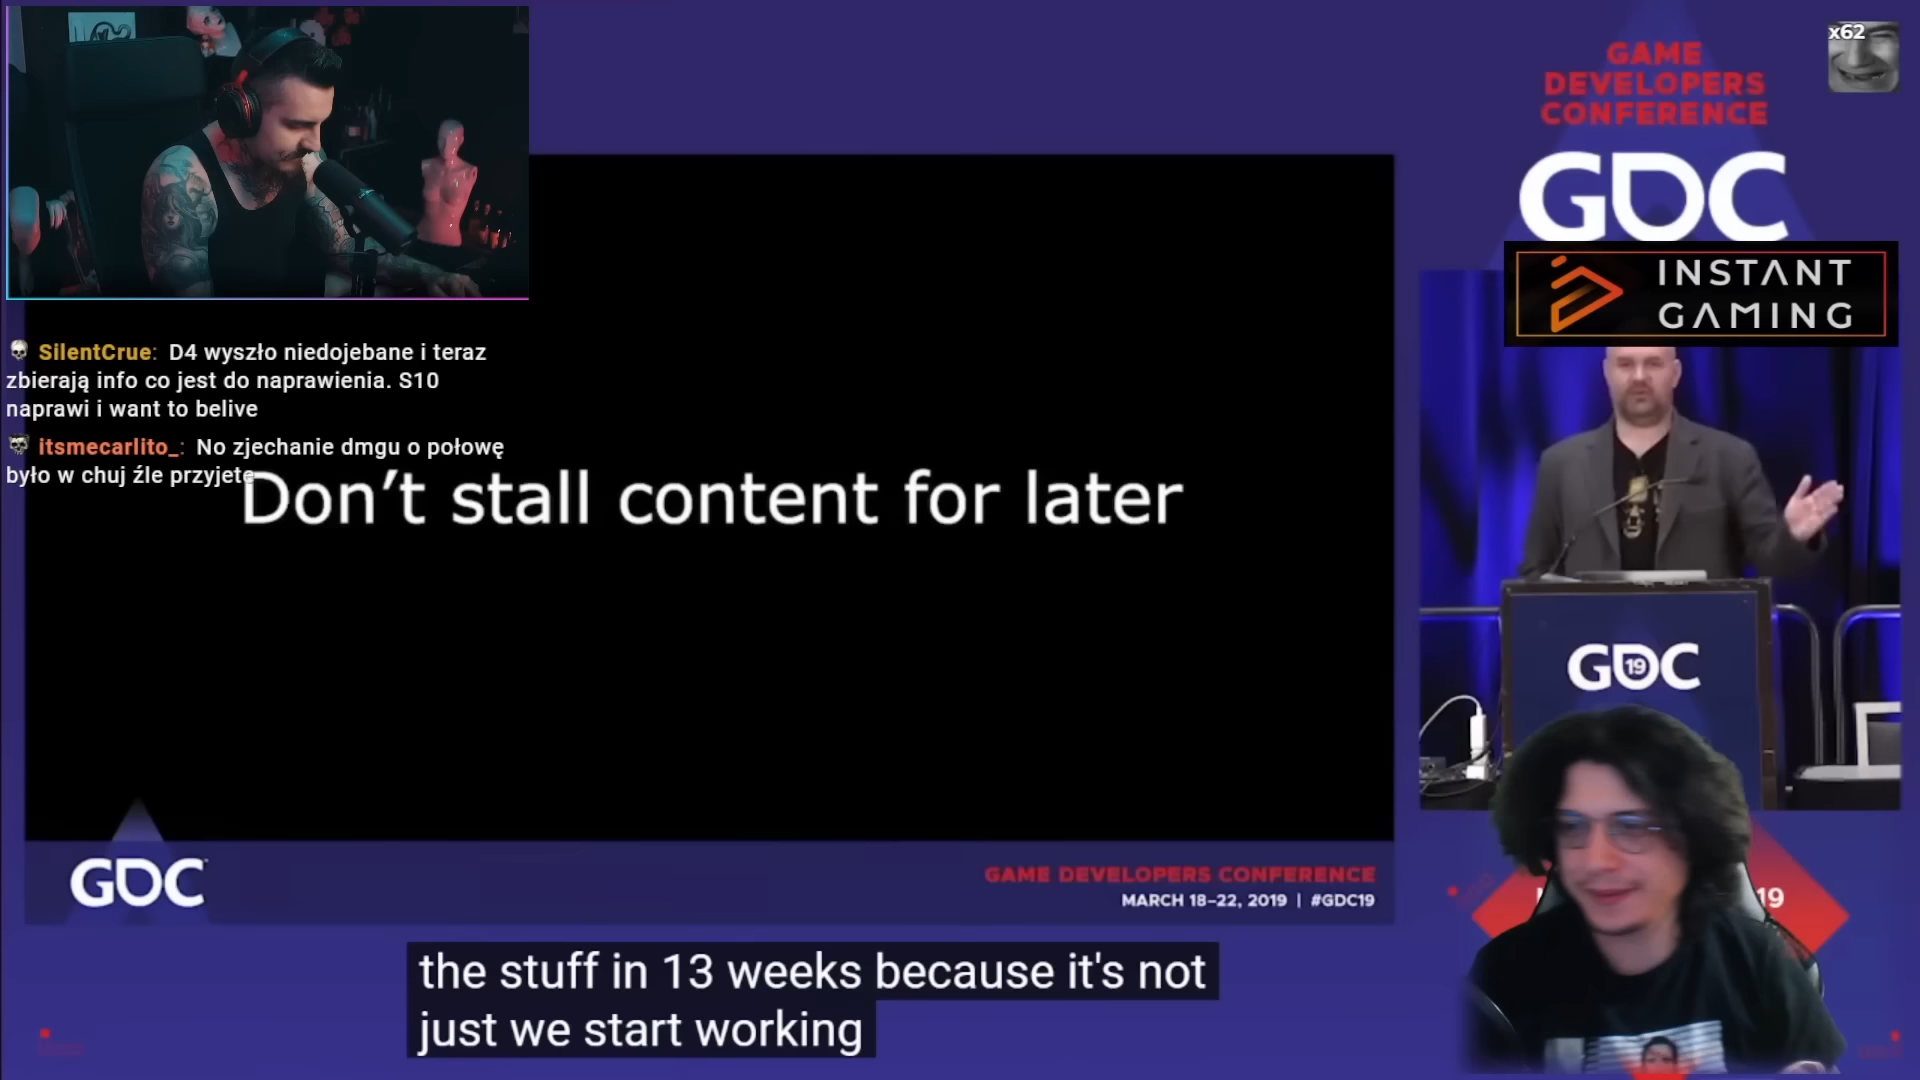 x62
GAME
DEVELOPERS
CONFERENCE
GDC
INSTANT
GAMING
SilentCrue: D4 wyszło niedojebane i teraz
zbierają info co jest do naprawienia. S10
naprawi i want to belive
itsmecarlito_: No zjechanie dmgu o połowę
było w chuj źle przyjete
Don't stall content for later
GDC
19
GDC
GAME DEVELOPERS CONFERENCE
MARCH 18-22, 2019 | #GDC19
19
the stuff in 13 weeks because it's not
just we start working